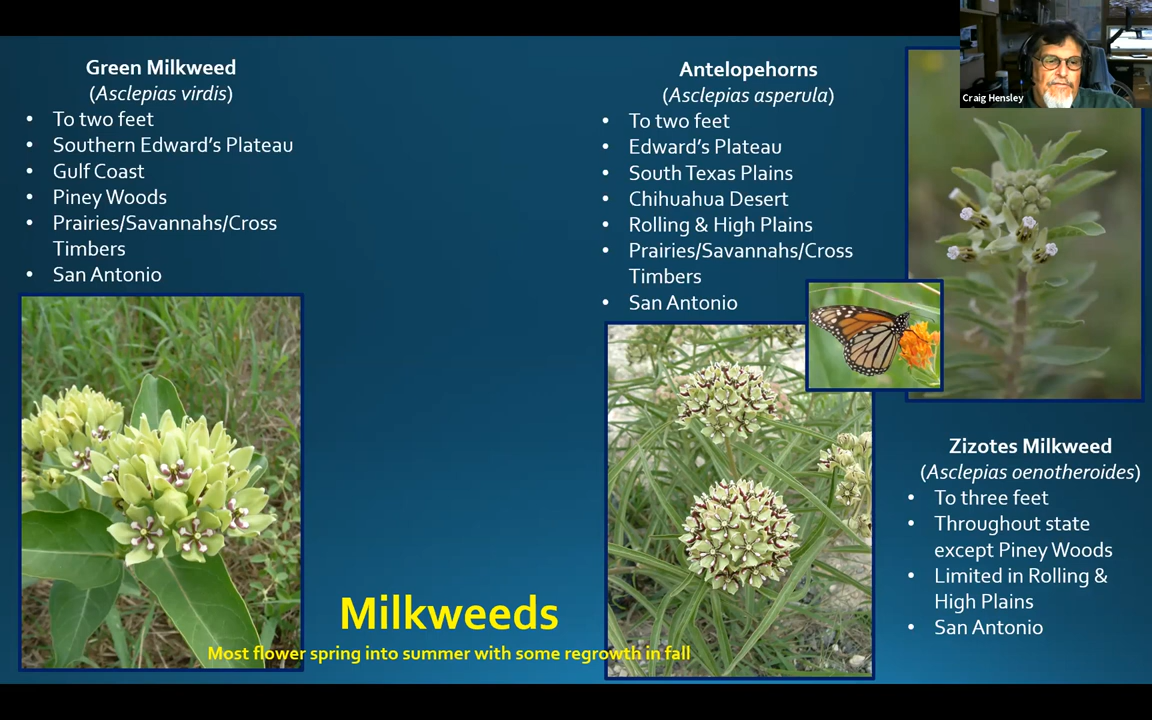 Green Milkweed
(Asclepias virdis)
• To two feet
• Southern Edward's Plateau
• Gulf Coast
• Piney Woods
• Prairies/Savannahs/Cross
Timbers
• San Antonio
Antelopehorns
(Asclepias asperula)
• To two feet
• Edward's Plateau
• South Texas Plains
• Chihuahua Desert
• Rolling & High Plains
• Prairies/Savannahs/Cross
Timbers
• San Antonio
Craig Hensley
Zizotes Milkweed
(Asclepias oenotheroides)
• To three feet
• Throughout state
except Piney Woods
• Limited in Rolling &
High Plains
• San Antonio
Milkweeds
Most flower spring into summer with some regrowth in fall